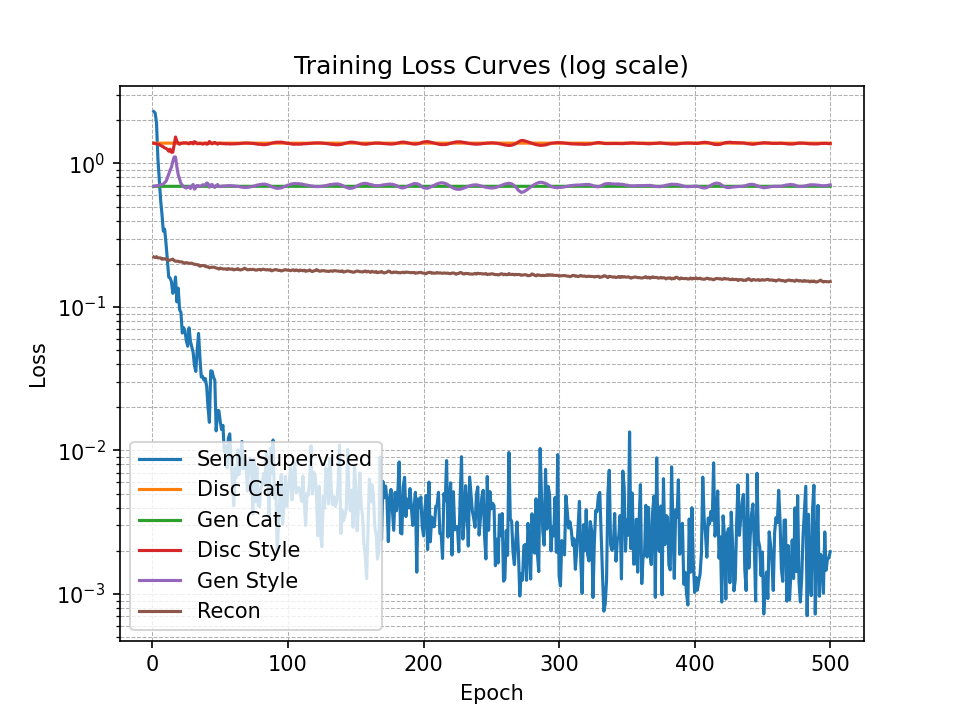 Training Loss Curves (log scale)
Loss
10^0
10^-1
10^-2
10^-3
Semi-Supervised
Disc Cat
Gen Cat
Disc Style
Gen Style
Recon
0 100 200 300 400 500
Epoch